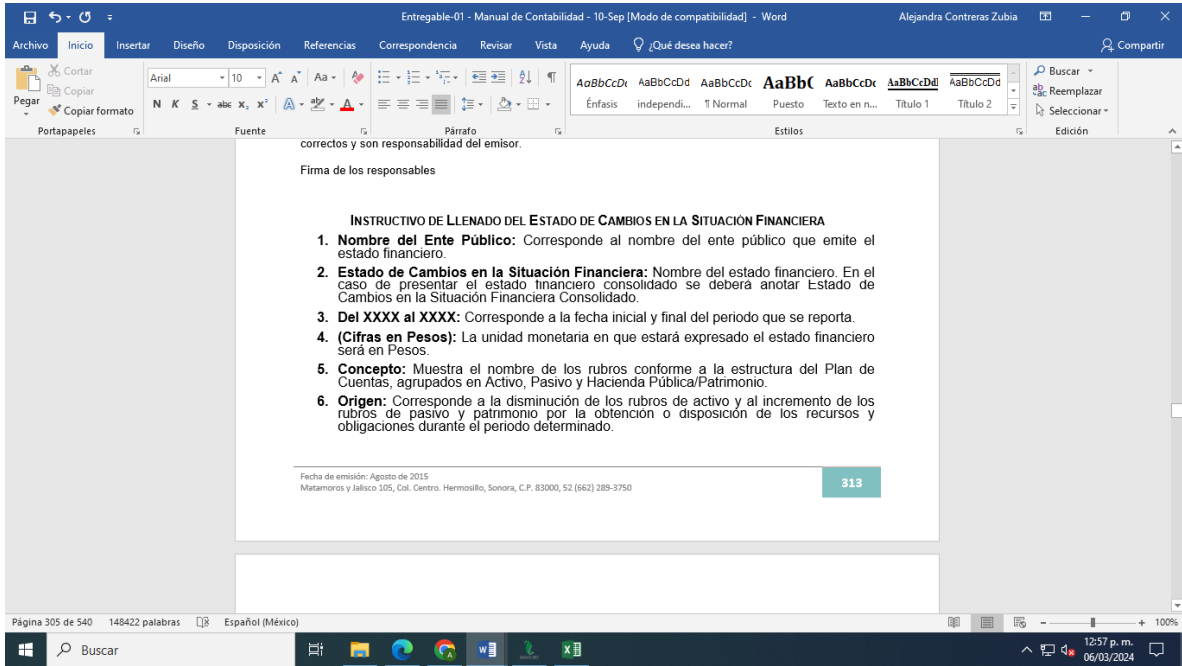 Entregable-01 - Manual de Contabilidad - 10-Sep [Modo de compatibilidad] - Word
Alejandra Contreras Zubia
Archivo Inicio Insertar Diseño Disposición Referencias Correspondencia Revisar Vista Ayuda ¿Qué desea hacer? Compartir
Pegar
Cortar
Copiar
Copiar formato
Portapapeles
Arial 10 Aa
N K S abc x₂ x²
Fuente
Párrafo
AaBbCcDc AaBbCcDd AaBbCcDc AaBb( AaBbCcDc AaBbCcDd AaBbCcDd
Énfasis independi... ¶ Normal Puesto Texto en n... Título 1 Título 2
Estilos
Buscar
Reemplazar
Seleccionar
Edición
correctos y son responsabilidad del emisor.
Firma de los responsables
INSTRUCTIVO DE LLENADO DEL ESTADO DE CAMBIOS EN LA SITUACIÓN FINANCIERA
1. Nombre del Ente Público: Corresponde al nombre del ente público que emite el
estado financiero.
2. Estado de Cambios en la Situación Financiera: Nombre del estado financiero. En el
caso de presentar el estado financiero consolidado se deberá anotar Estado de
Cambios en la Situación Financiera Consolidado.
3. Del XXXX al XXXX: Corresponde a la fecha inicial y final del periodo que se reporta.
4. (Cifras en Pesos): La unidad monetaria en que estará expresado el estado financiero
será en Pesos.
5. Concepto: Muestra el nombre de los rubros conforme a la estructura del Plan de
Cuentas, agrupados en Activo, Pasivo y Hacienda Pública/Patrimonio.
6. Origen: Corresponde a la disminución de los rubros de activo y al incremento de los
rubros de pasivo y patrimonio por la obtención o disposición de los recursos y
obligaciones durante el periodo determinado.
Fecha de emisión: Agosto de 2015
Matamoros y Jalisco 105, Col. Centro. Hermosillo, Sonora, C.P. 83000, 52 (662) 289-3750
313
Página 305 de 540 148422 palabras Español (México) 100%
Buscar
12:57 p. m.
06/03/2024